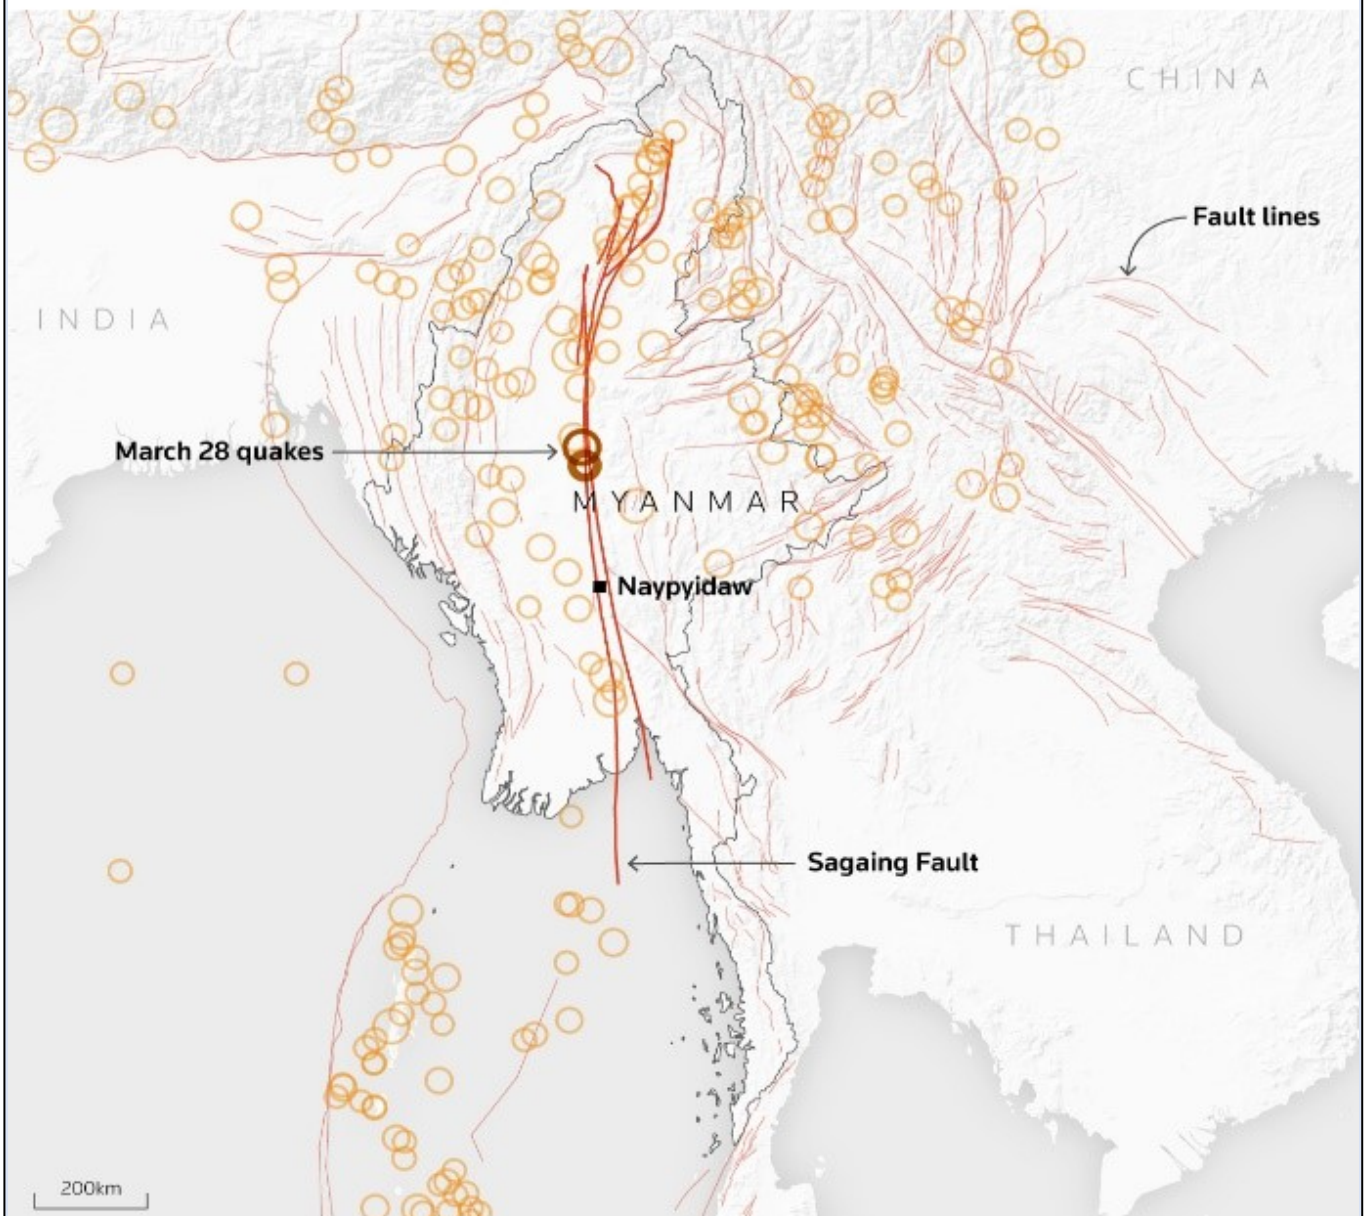 CHINA
Fault lines
INDIA
March 28 quakes
MYANMAR
Naypyidaw
Sagaing Fault
THAILAND
200km